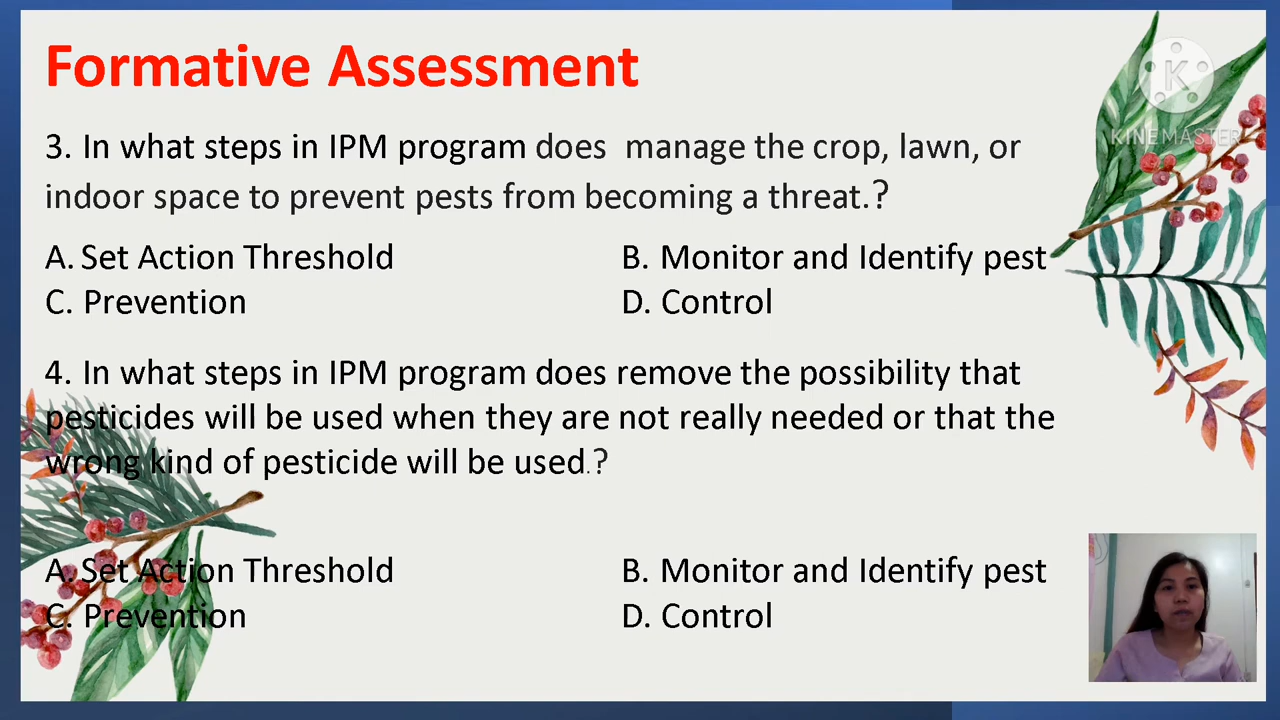 Formative Assessment
KINEMASTER
3. In what steps in IPM program does manage the crop, lawn, or
indoor space to prevent pests from becoming a threat.?
A. Set Action Threshold B. Monitor and Identify pest
C. Prevention D. Control
4. In what steps in IPM program does remove the possibility that
pesticides will be used when they are not really needed or that the
wrong kind of pesticide will be used.?
A. Set Action Threshold B. Monitor and Identify pest
C. Prevention D. Control